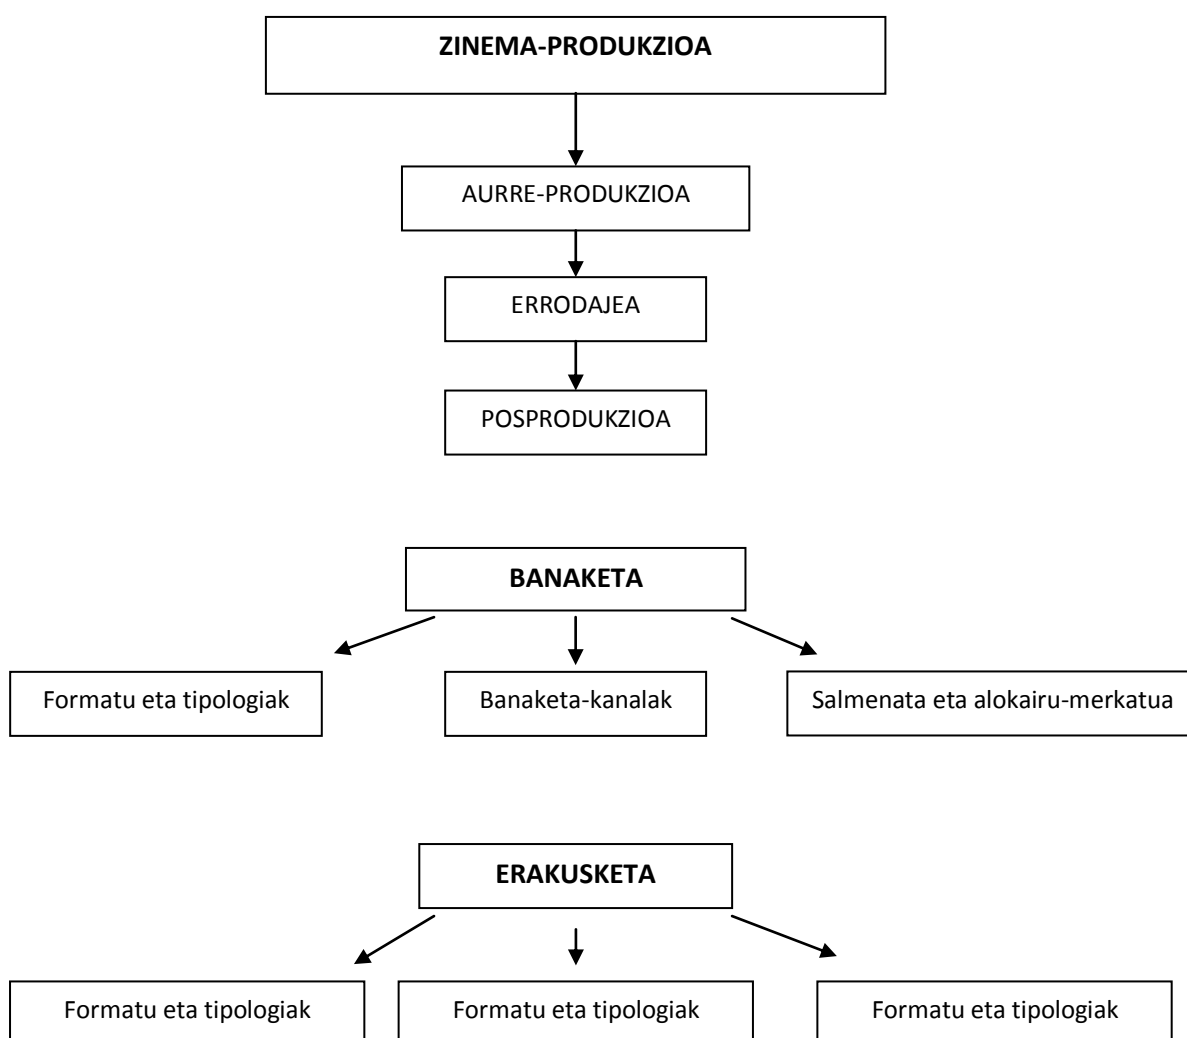 ZINEMA-PRODUKZIOA
AURRE-PRODUKZIOA
ERRODAJEA
POSPRODUKZIOA
BANAKETA
Formatu eta tipologiak
Banaketa-kanalak
Salmenata eta alokairu-merkatua
ERAKUSKETA
Formatu eta tipologiak
Formatu eta tipologiak
Formatu eta tipologiak